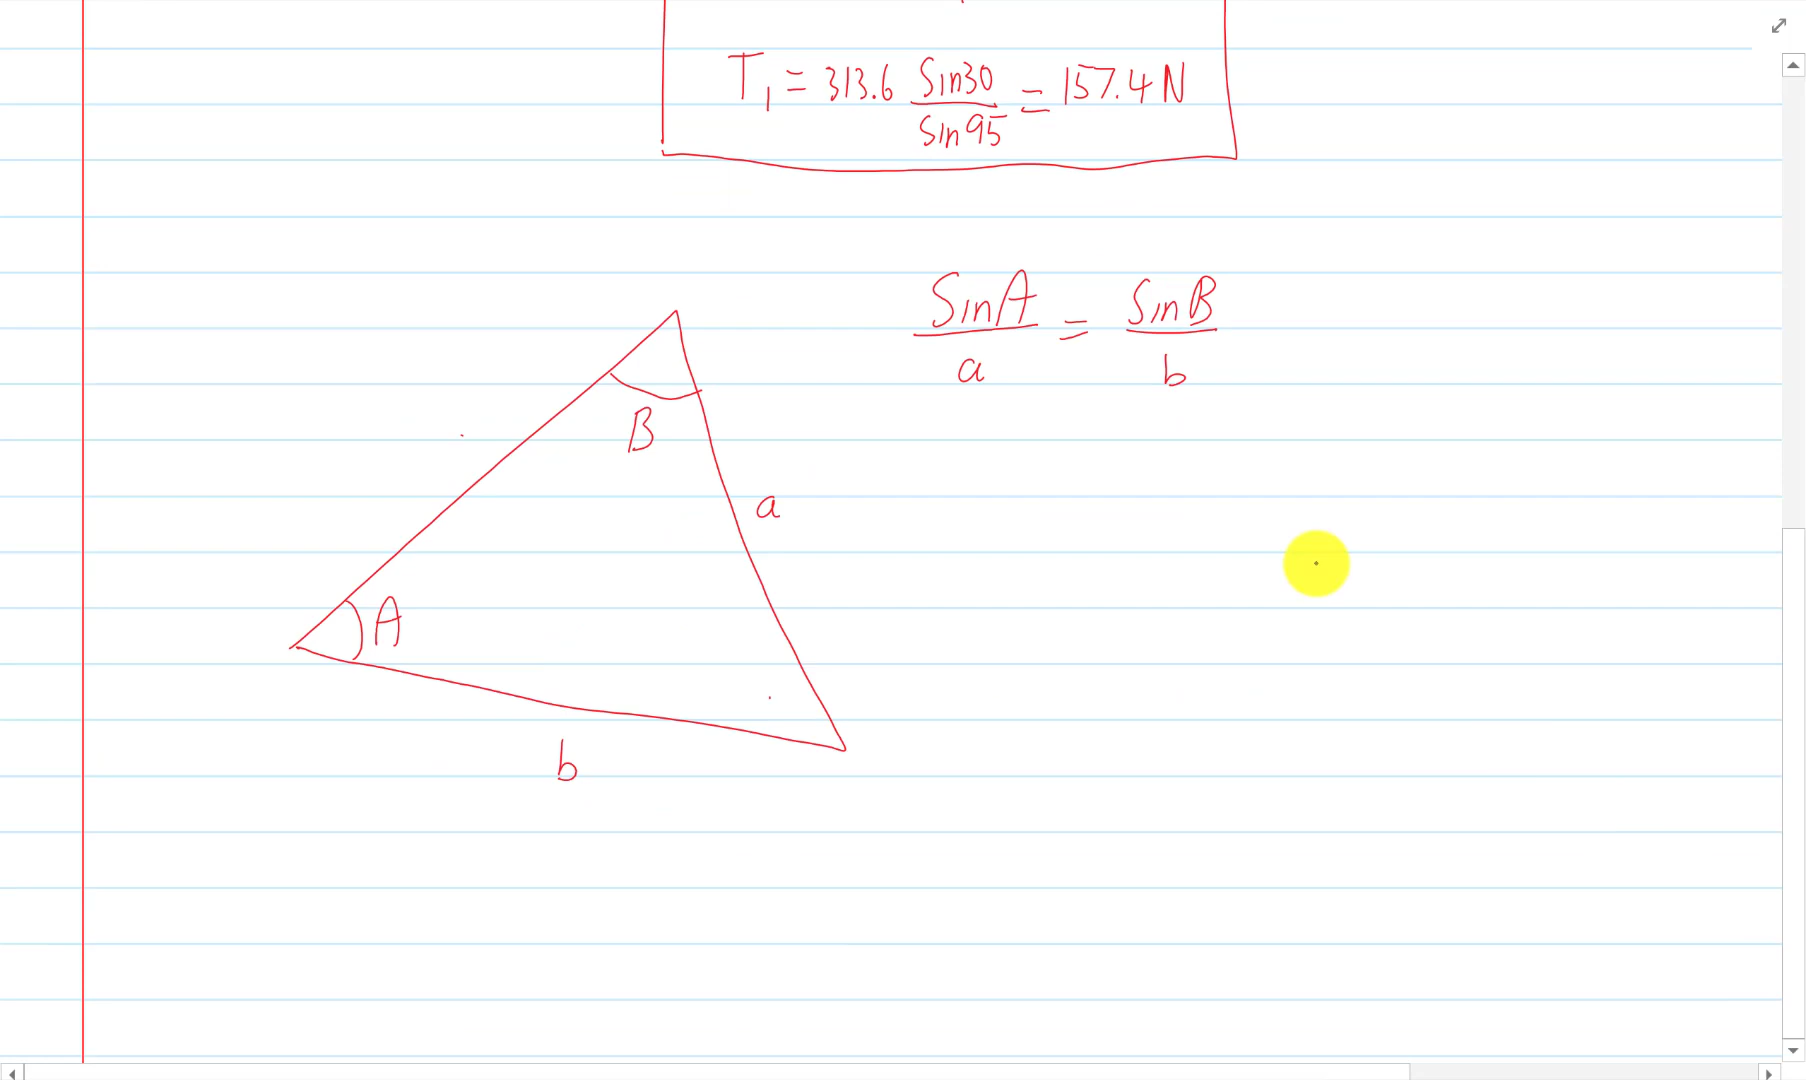 T₁ = 313.6 Sin30/Sin95 = 157.4 N
SinA/a = SinB/b
B
a
A
b